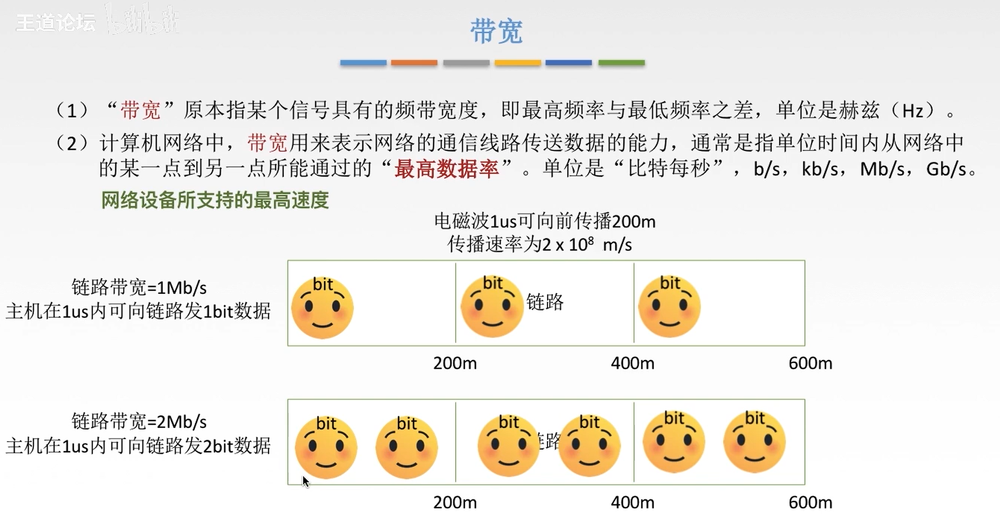 王道论坛 bilibili
带宽
（1）“带宽”原本指某个信号具有的频带宽度，即最高频率与最低频率之差，单位是赫兹（Hz）。
（2）计算机网络中，带宽用来表示网络的通信线路传送数据的能力，通常是指单位时间内从网络中
的某一点到另一点所能通过的“最高数据率”。单位是“比特每秒”，b/s，kb/s，Mb/s，Gb/s。
网络设备所支持的最高速度
电磁波1us可向前传播200m
传播速率为2 x 10⁸ m/s
链路带宽=1Mb/s
主机在1us内可向链路发1bit数据
bit bit 链路 bit
200m 400m 600m
链路带宽=2Mb/s
主机在1us内可向链路发2bit数据
bit bit bit 路 bit bit bit
200m 400m 600m